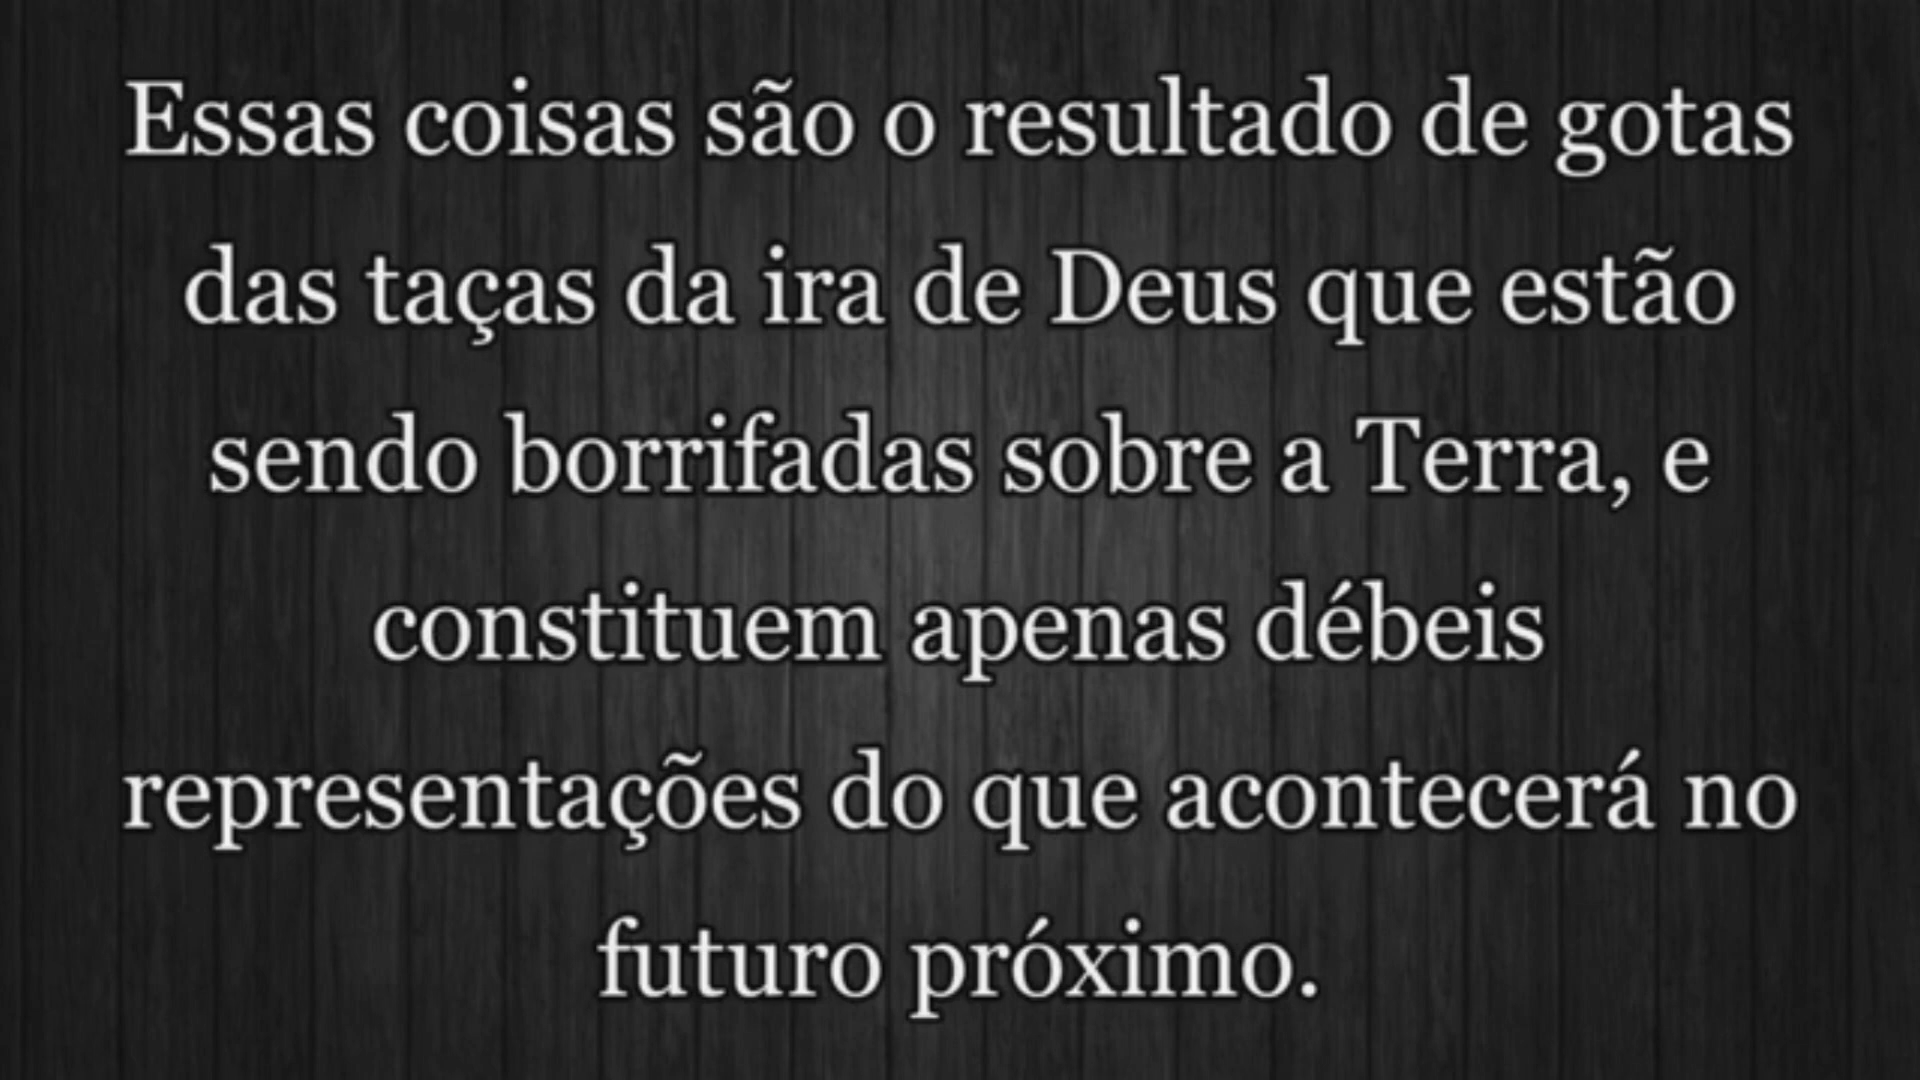 Essas coisas são o resultado de gotas
das taças da ira de Deus que estão
sendo borrifadas sobre a Terra, e
constituem apenas débeis
representações do que acontecerá no
futuro próximo.